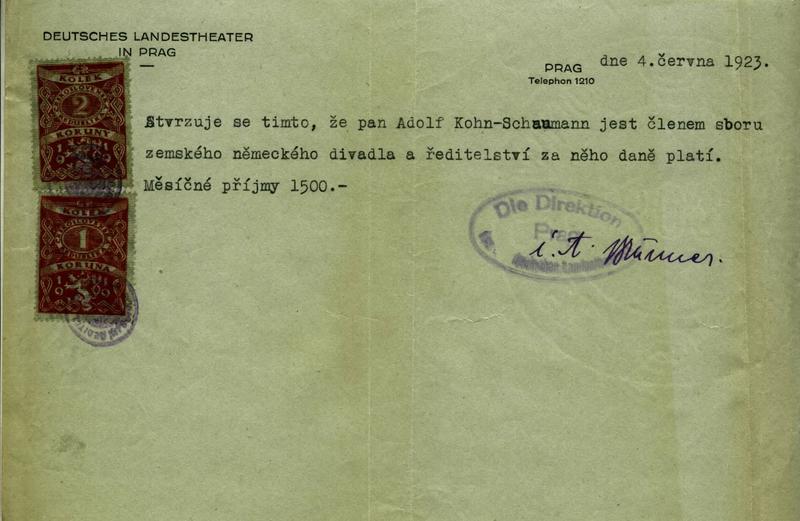 DEUTSCHES LANDESTHEATER
IN PRAG
PRAG
Telephon 1210
dne 4.června 1923.
Stvrzuje se timto, že pan Adolf Kohn-Schaumann jest členem sboru
zemského německého divadla a ředitelství za něho daně platí.
Měsíčné příjmy 1500.-
KOLEK
2
KORUNY
KOLEK
1
KORUNA
Die Direktion
Prag
i. A.